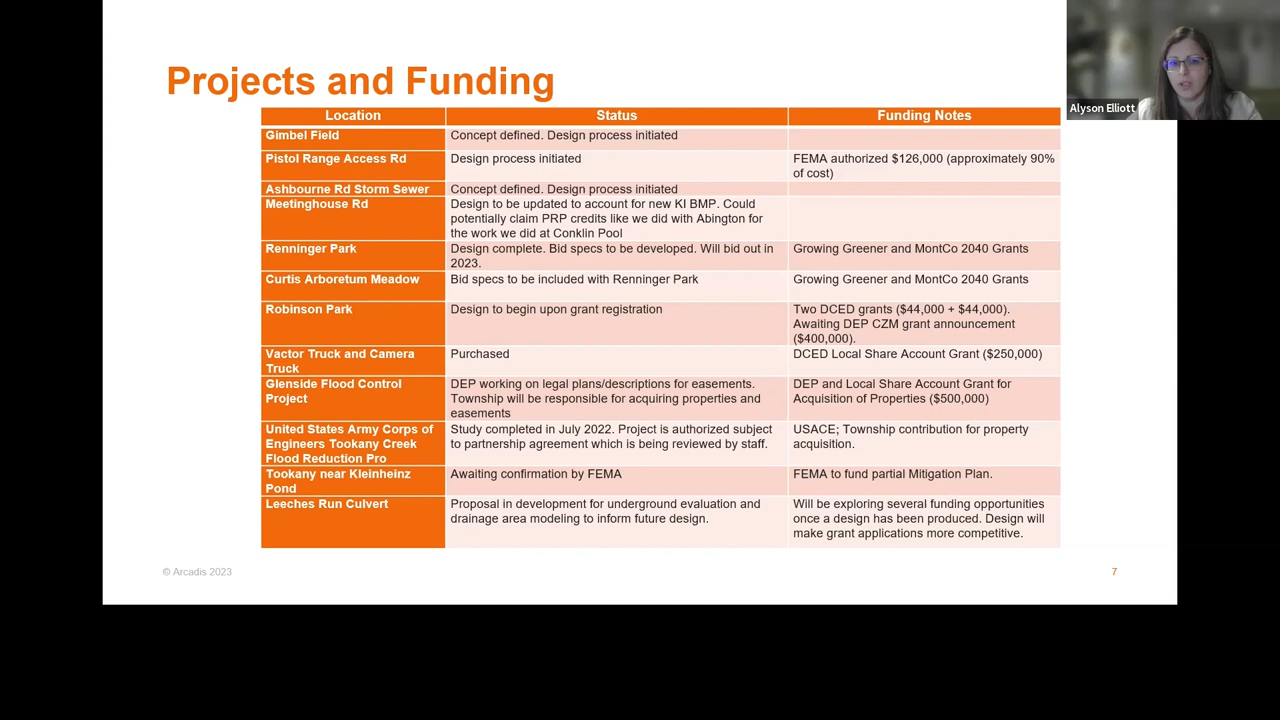 Projects and Funding
Alyson Elliott
Location Status Funding Notes
Gimbel Field Concept defined. Design process initiated
Pistol Range Access Rd Design process initiated FEMA authorized $126,000 (approximately 90%
of cost)
Ashbourne Rd Storm Sewer Concept defined. Design process initiated
Meetinghouse Rd Design to be updated to account for new KI BMP. Could
potentially claim PRP credits like we did with Abington for
the work we did at Conklin Pool
Renninger Park Design complete. Bid specs to be developed. Will bid out in Growing Greener and MontCo 2040 Grants
2023.
Curtis Arboretum Meadow Bid specs to be included with Renninger Park Growing Greener and MontCo 2040 Grants
Robinson Park Design to begin upon grant registration Two DCED grants ($44,000 + $44,000).
Awaiting DEP CZM grant announcement
($400,000).
Vactor Truck and Camera Purchased DCED Local Share Account Grant ($250,000)
Truck
Glenside Flood Control DEP working on legal plans/descriptions for easements. DEP and Local Share Account Grant for
Project Township will be responsible for acquiring properties and Acquisition of Properties ($500,000)
easements
United States Army Corps of Study completed in July 2022. Project is authorized subject USACE; Township contribution for property
Engineers Tookany Creek to partnership agreement which is being reviewed by staff. acquisition.
Flood Reduction Pro
Tookany near Kleinheinz Awaiting confirmation by FEMA FEMA to fund partial Mitigation Plan.
Pond
Leeches Run Culvert Proposal in development for underground evaluation and Will be exploring several funding opportunities
drainage area modeling to inform future design. once a design has been produced. Design will
make grant applications more competitive.
© Arcadis 2023 7